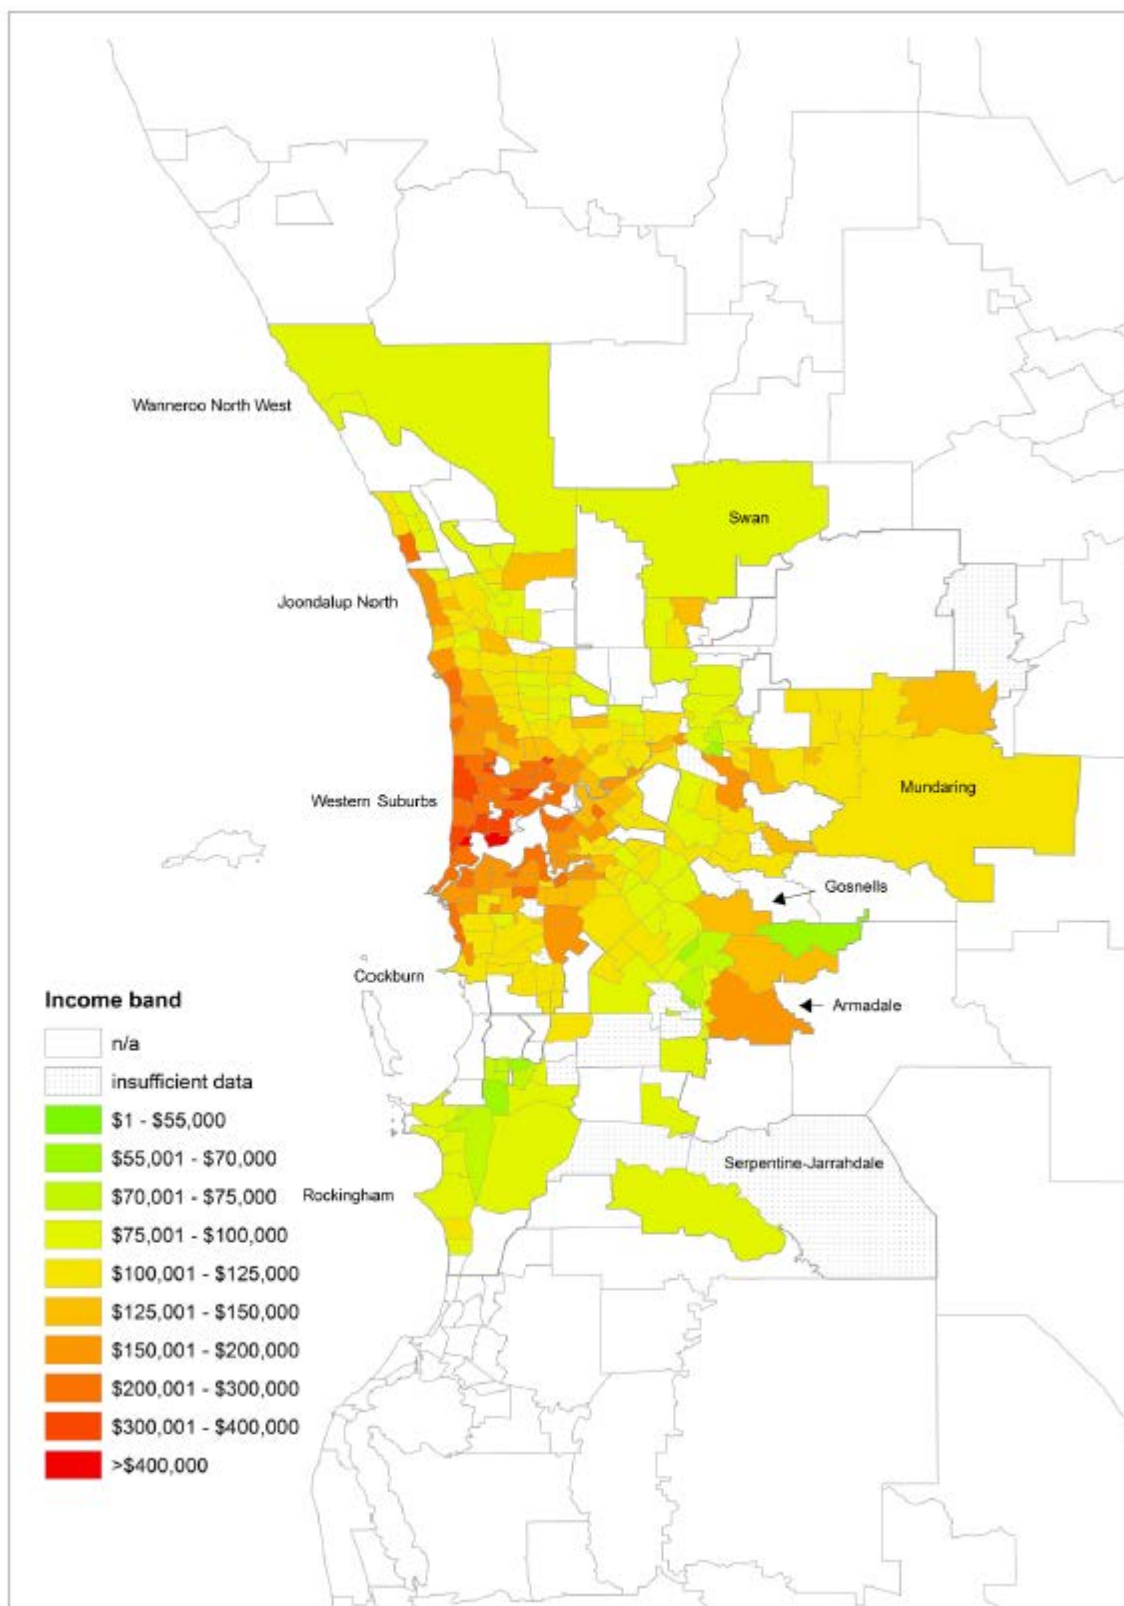 Wanneroo North West
Swan
Joondalup North
Mundaring
Western Suburbs
Gosnells
Cockburn
Armadale
Serpentine-Jarrahdale
Rockingham
Income band
n/a
insufficient data
$1 - $55,000
$55,001 - $70,000
$70,001 - $75,000
$75,001 - $100,000
$100,001 - $125,000
$125,001 - $150,000
$150,001 - $200,000
$200,001 - $300,000
$300,001 - $400,000
>$400,000